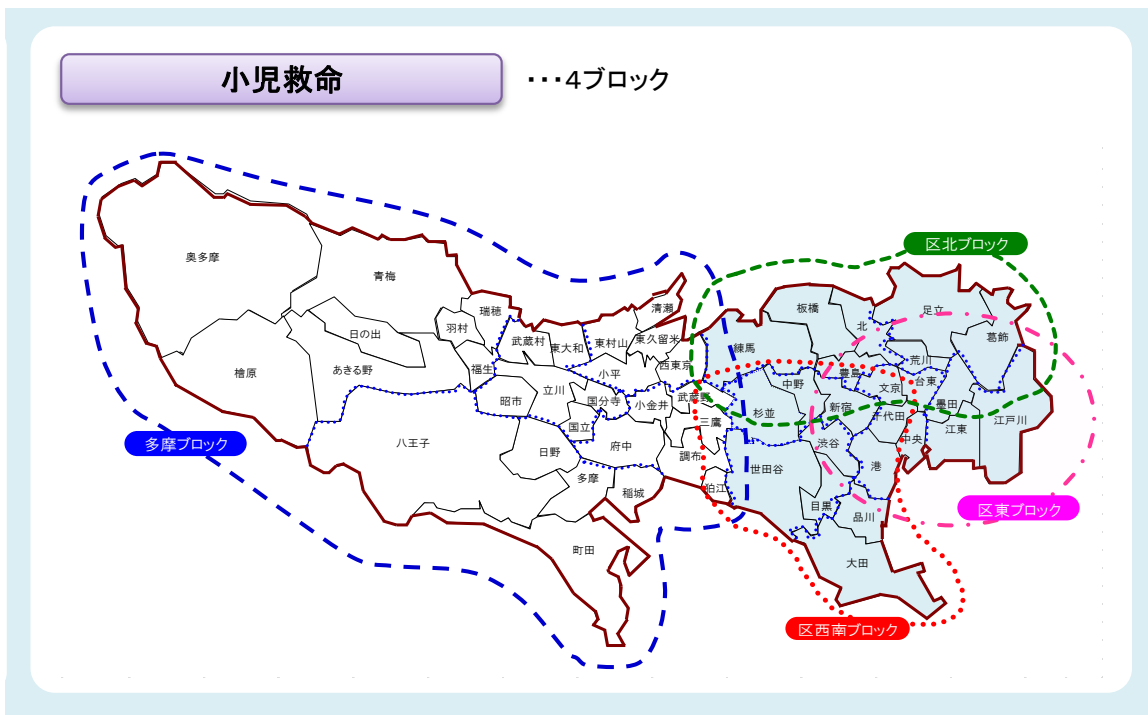 小児救命
･･･4ブロック
区北ブロック
奥多摩
青梅
清瀬
板橋
足立
瑞穂
羽村
北
日の出
武蔵村
東大和
東村山
東久留米
練馬
葛飾
檜原
あきる野
福生
小平
西東京
荒川
豊島
立川
中野
文京
台東
昭市
国分寺
小金井
武蔵野
杉並
新宿
千代田
墨田
江戸川
国立
三鷹
江東
多摩ブロック
八王子
日野
府中
調布
渋谷
中央
世田谷
港
多摩
稲城
狛江
目黒
品川
区東ブロック
町田
大田
区西南ブロック